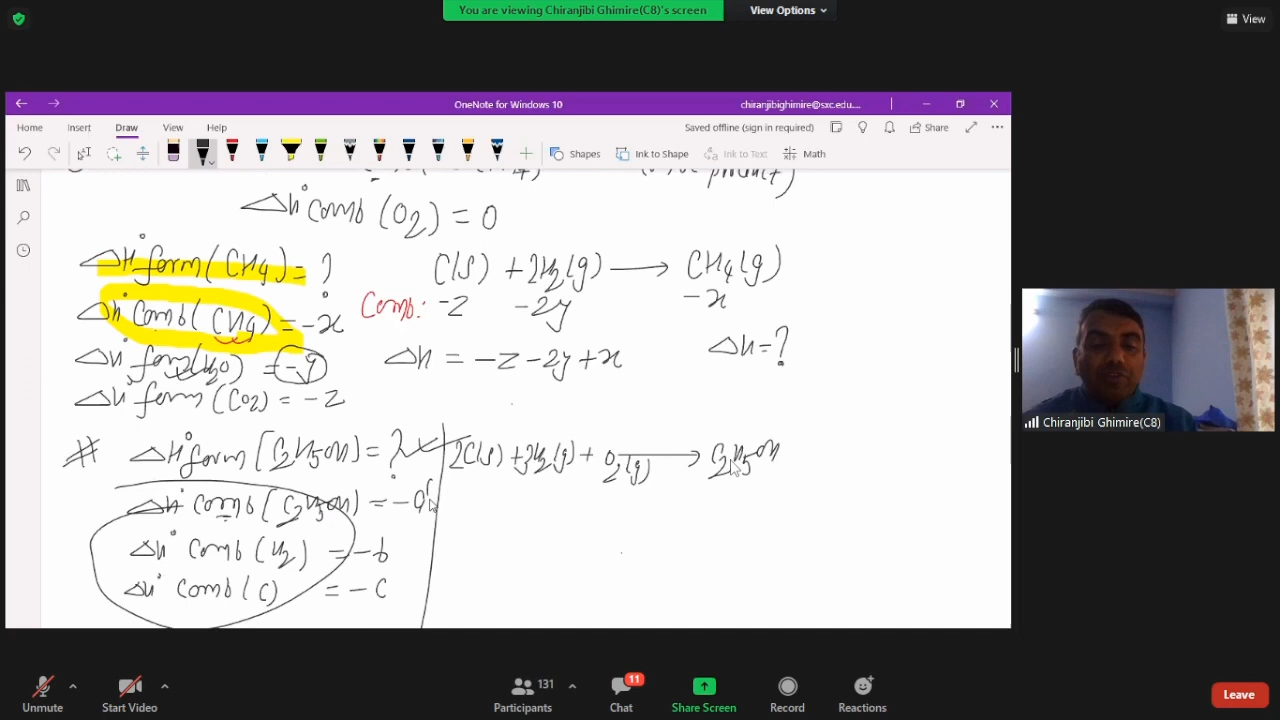 You are viewing Chiranjibi Ghimire(C8)'s screen
View Options
View
OneNote for Windows 10
chiranjibighimire@sxc.edu....
Home Insert Draw View Help
Saved offline (sign in required)
Share
Shapes
Ink to Shape
Ink to Text
Math
ΔH° Comb (O2) = 0
ΔH° form (CH4) = ?
C(s) + 2H2(g) ⟶ CH4(g)
ΔH° Comb (CH4) = -x
Comb: -z -2y -x
ΔH° form (H2O) = -y
ΔH = -z -2y +x
ΔH = ?
ΔH° form (CO2) = -z
# ΔH° form [C2H5OH] = ?
2C(s) + 3H2(g) + O2(g) ⟶ C2H5OH
ΔH° Comb (C2H5OH) = -a
ΔH° Comb (H2) = -b
ΔH° Comb (C) = -c
Chiranjibi Ghimire(C8)
Unmute
Start Video
131
Participants
11
Chat
Share Screen
Record
Reactions
Leave